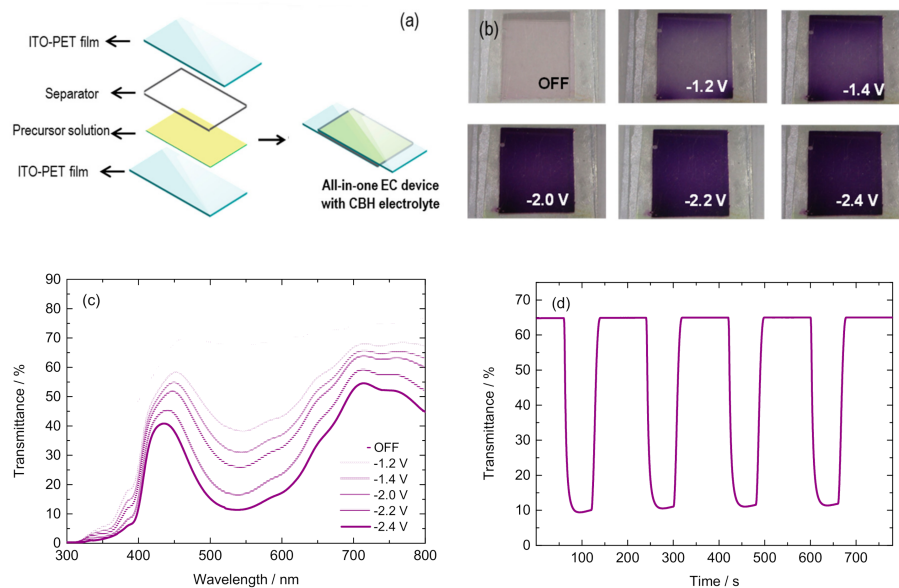 (a)
ITO-PET film
Separator
Precursor solution
ITO-PET film
All-in-one EC device
with CBH electrolyte
(b)
OFF
-1.2 V
-1.4 V
-2.0 V
-2.2 V
-2.4 V
(c)
90
80
70
60
50
40
30
20
10
0
Transmittance / %
300 400 500 600 700 800
Wavelength / nm
OFF
-1.2 V
-1.4 V
-2.0 V
-2.2 V
-2.4 V
(d)
70
60
50
40
30
20
10
0
Transmittance / %
100 200 300 400 500 600 700
Time / s